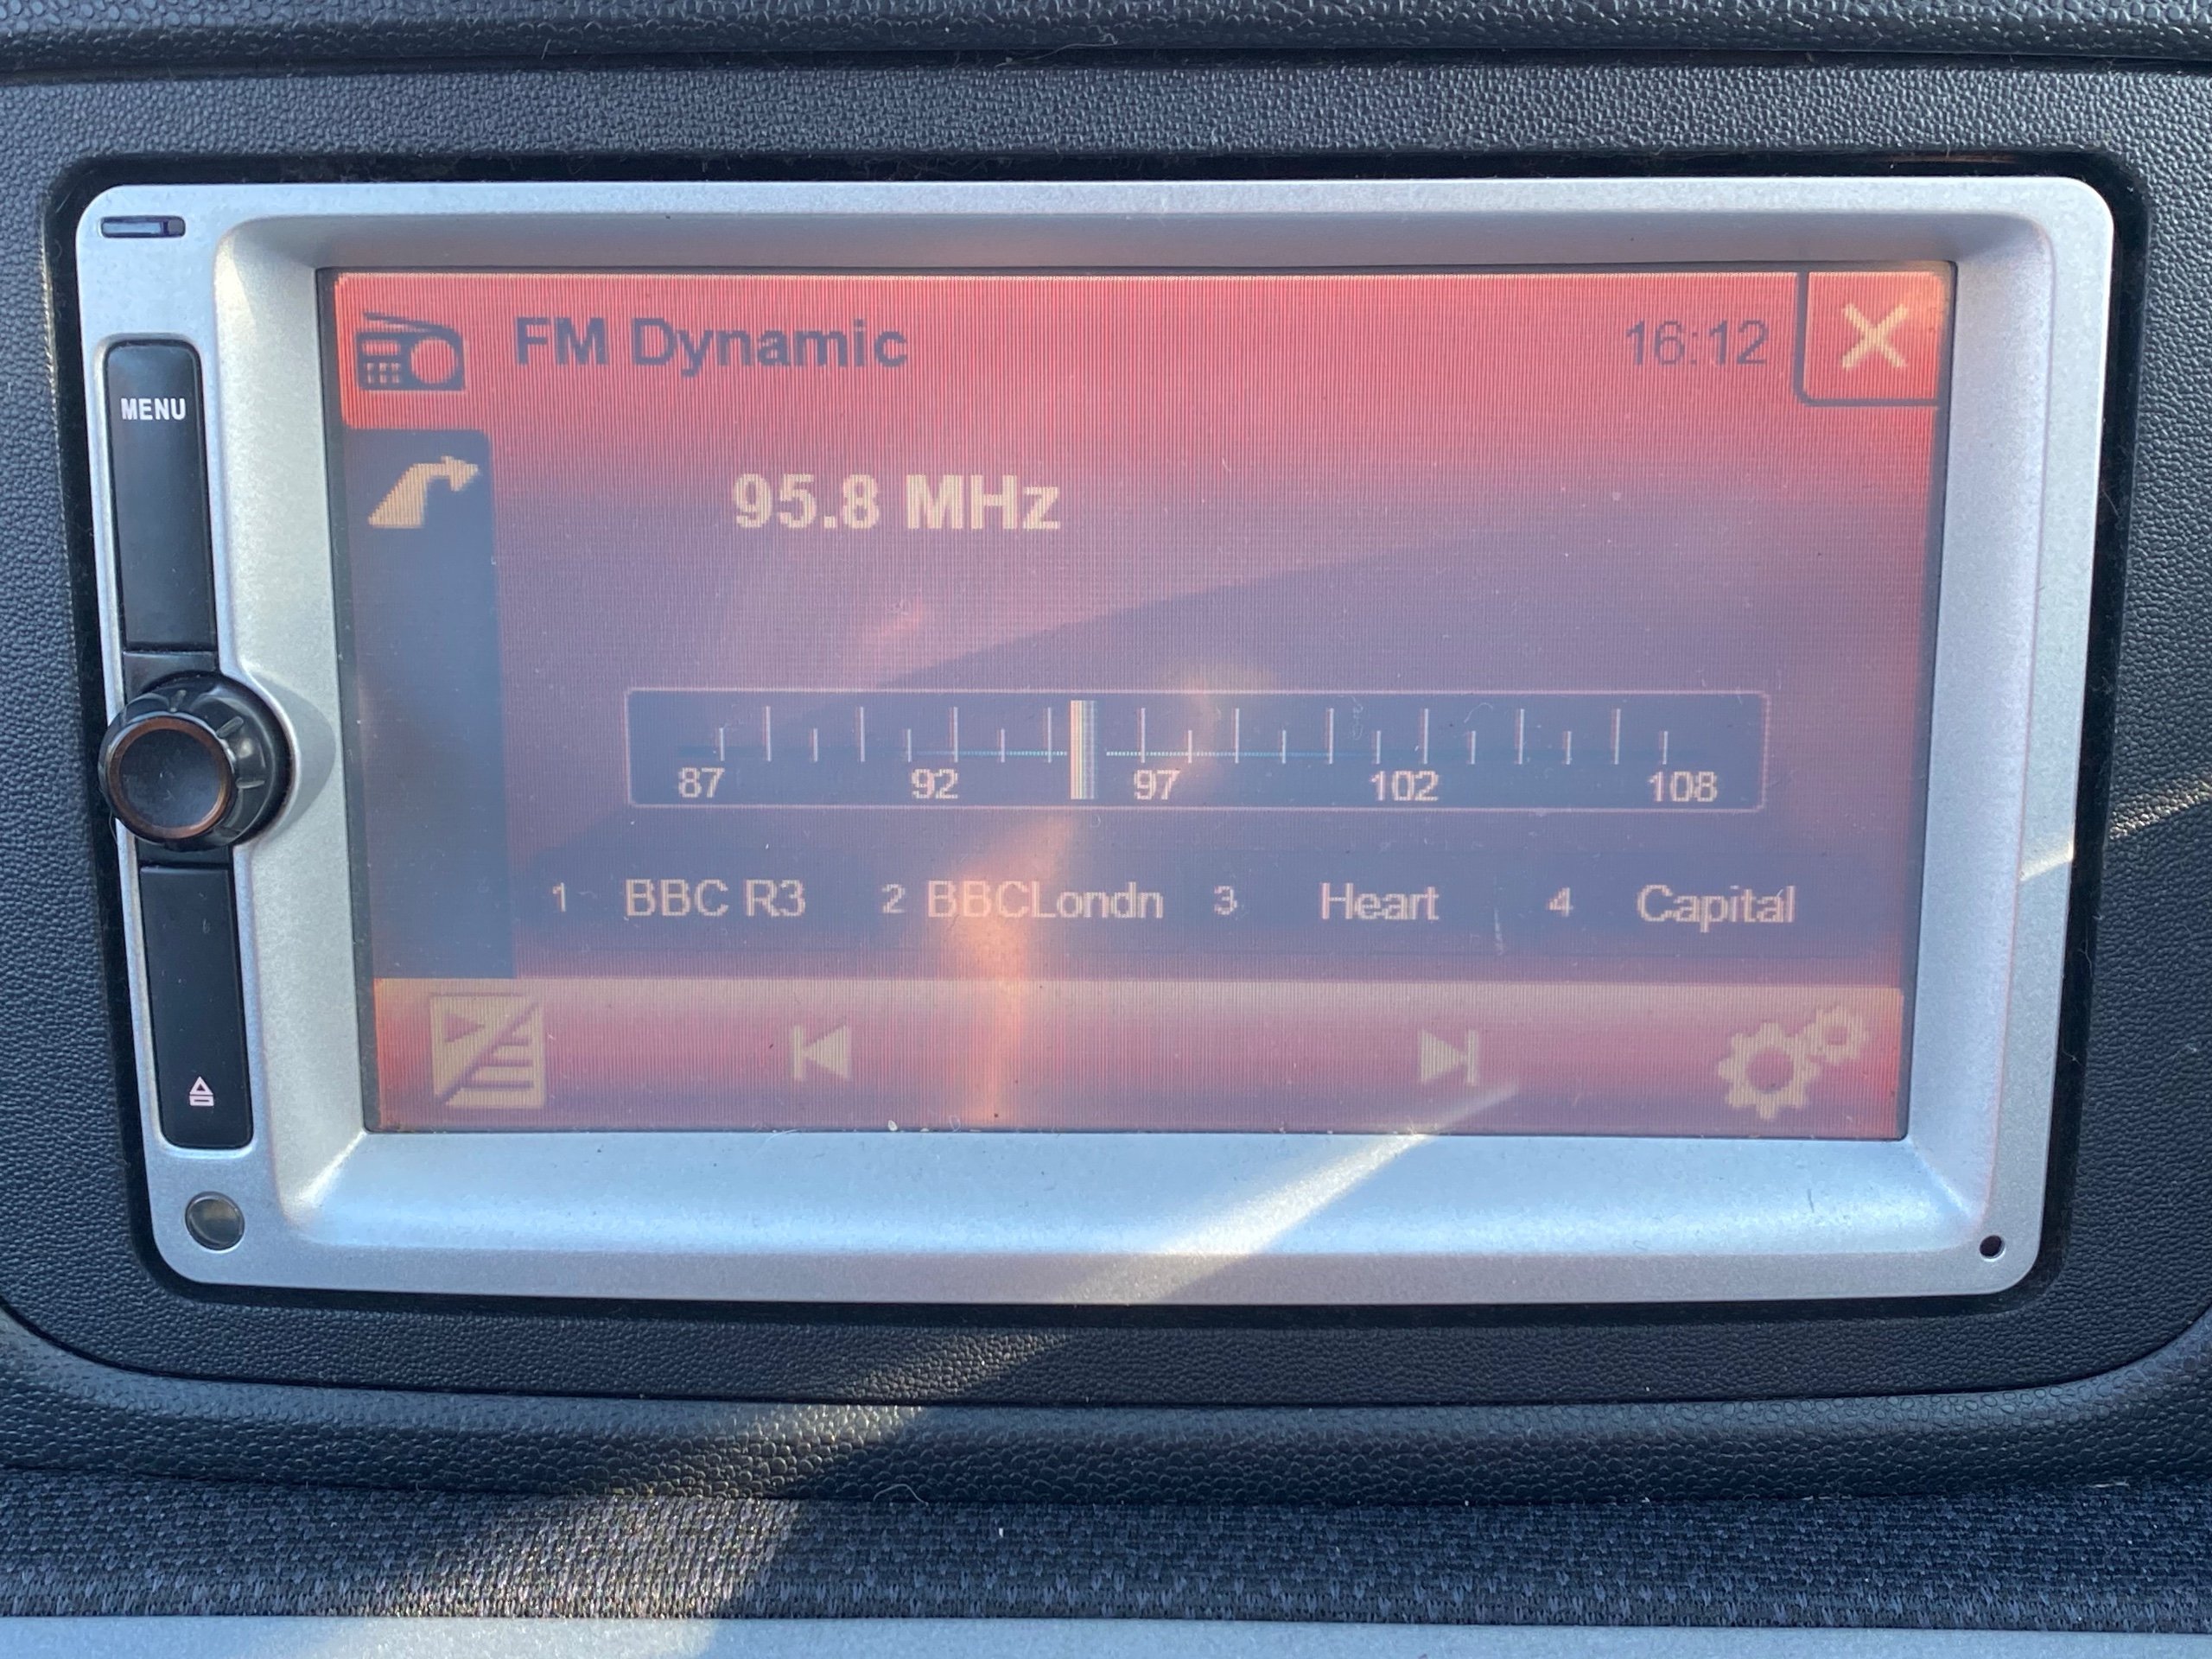 FM Dynamic 16:12
MENU
95.8 MHz
87 92 97 102 108
1 BBC R3 2 BBCLondn 3 Heart 4 Capital